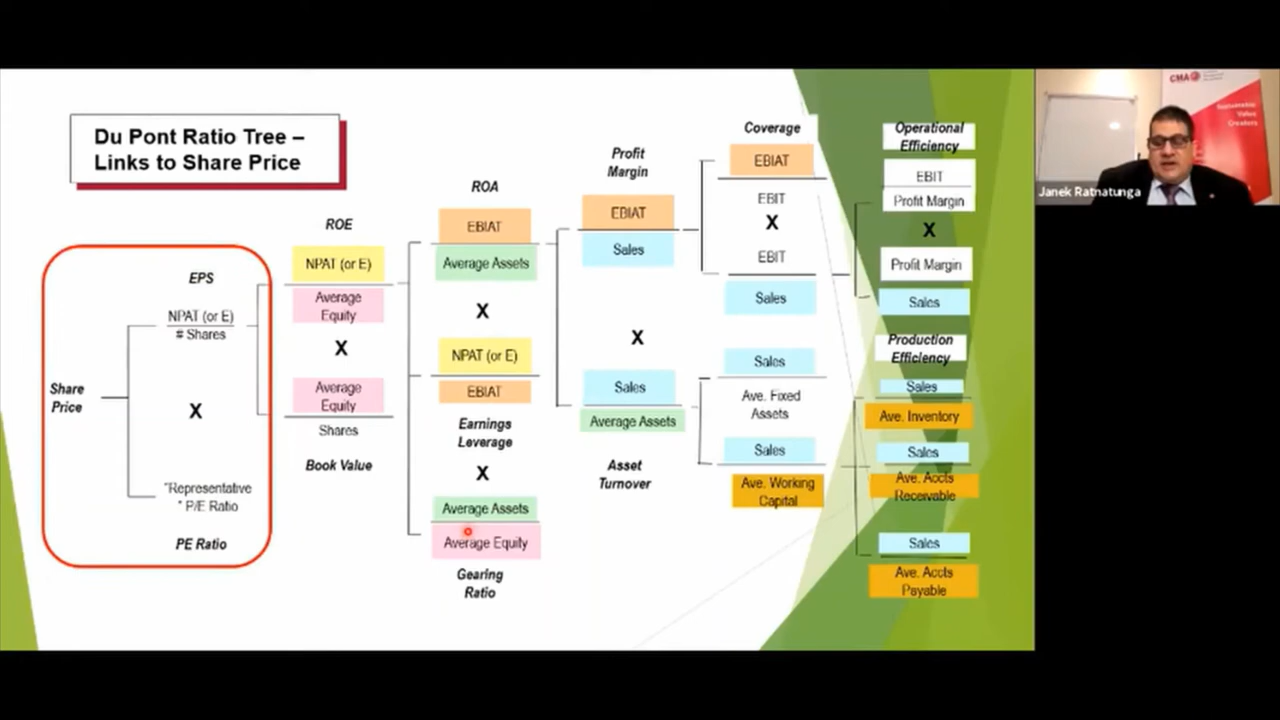 Du Pont Ratio Tree –
Links to Share Price
Share
Price
EPS
NPAT (or E)
# Shares
X
"Representative
" P/E Ratio
PE Ratio
ROE
NPAT (or E)
Average
Equity
X
Average
Equity
Shares
Book Value
ROA
EBIAT
Average Assets
X
NPAT (or E)
EBIAT
Earnings
Leverage
X
Average Assets
Average Equity
Gearing
Ratio
Profit
Margin
EBIAT
Sales
X
Sales
Average Assets
Asset
Turnover
Coverage
EBIAT
EBIT
X
EBIT
Sales
Sales
Ave. Fixed
Assets
Sales
Ave. Working
Capital
Operational
Efficiency
EBIT
Profit Margin
X
Profit Margin
Sales
Production
Efficiency
Sales
Ave. Inventory
Sales
Ave. Accts
Receivable
Sales
Ave. Accts
Payable
CMA
Sustainable
Value
Creators
Janek Ratnatunga